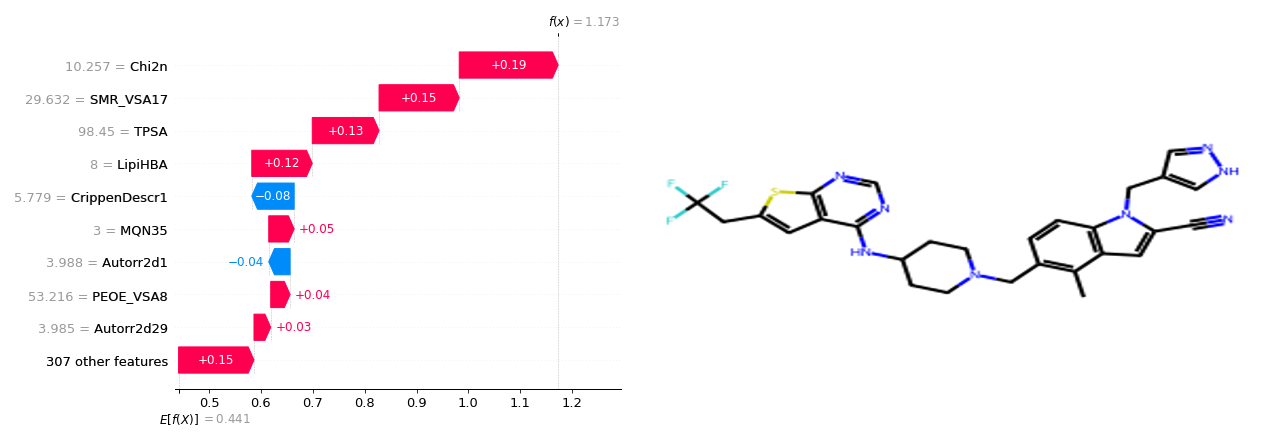 f(x) = 1.173
10.257 = Chi2n
+0.19
29.632 = SMR_VSA17
+0.15
98.45 = TPSA
+0.13
8 = LipiHBA
+0.12
5.779 = CrippenDescr1
−0.08
3 = MQN35
+0.05
3.988 = Autorr2d1
−0.04
53.216 = PEOE_VSA8
+0.04
3.985 = Autorr2d29
+0.03
307 other features
+0.15
0.5 0.6 0.7 0.8 0.9 1.0 1.1 1.2
E[f(X)] = 0.441
F F
F
S
N
N
HN
N
N
N
NH
N